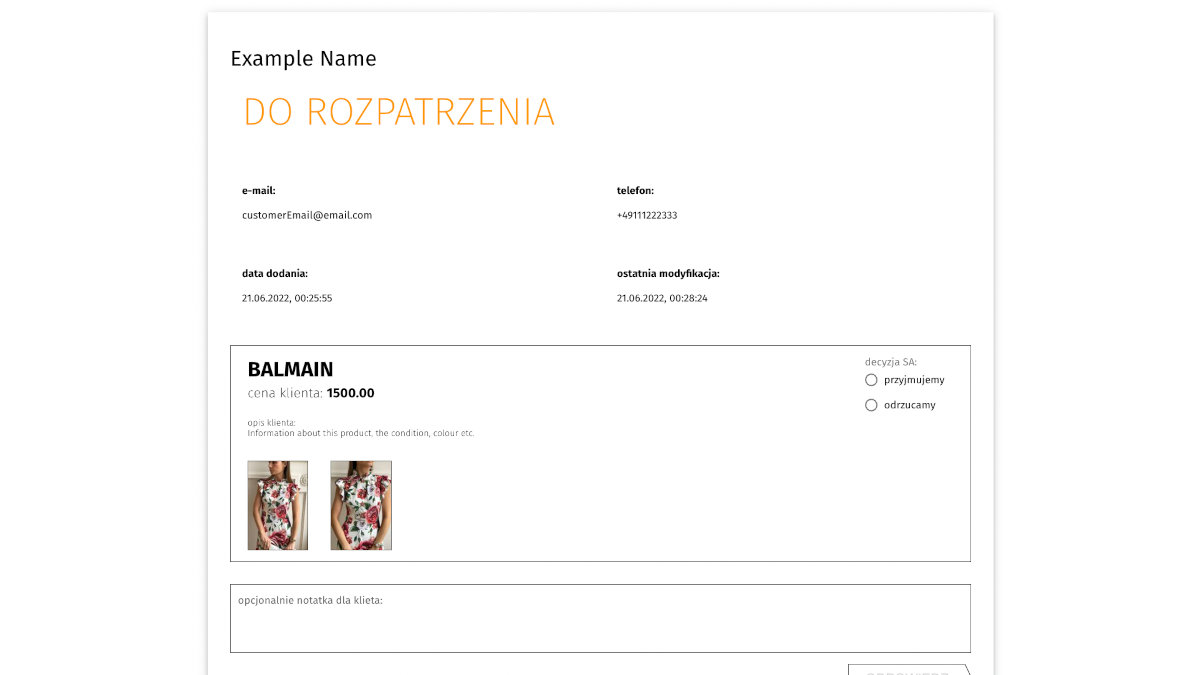 Example Name
DO ROZPATRZENIA
e-mail:
telefon:
customerEmail@email.com
+49111222333
data dodania:
ostatnia modyfikacja:
21.06.2022, 00:25:55
21.06.2022, 00:28:24
BALMAIN
decyzja SA:
cena klienta: 1500.00
przyjmujemy
odrzucamy
opis klienta:
Information about this product, the condition, colour etc.
opcjonalnie notatka dla klieta: